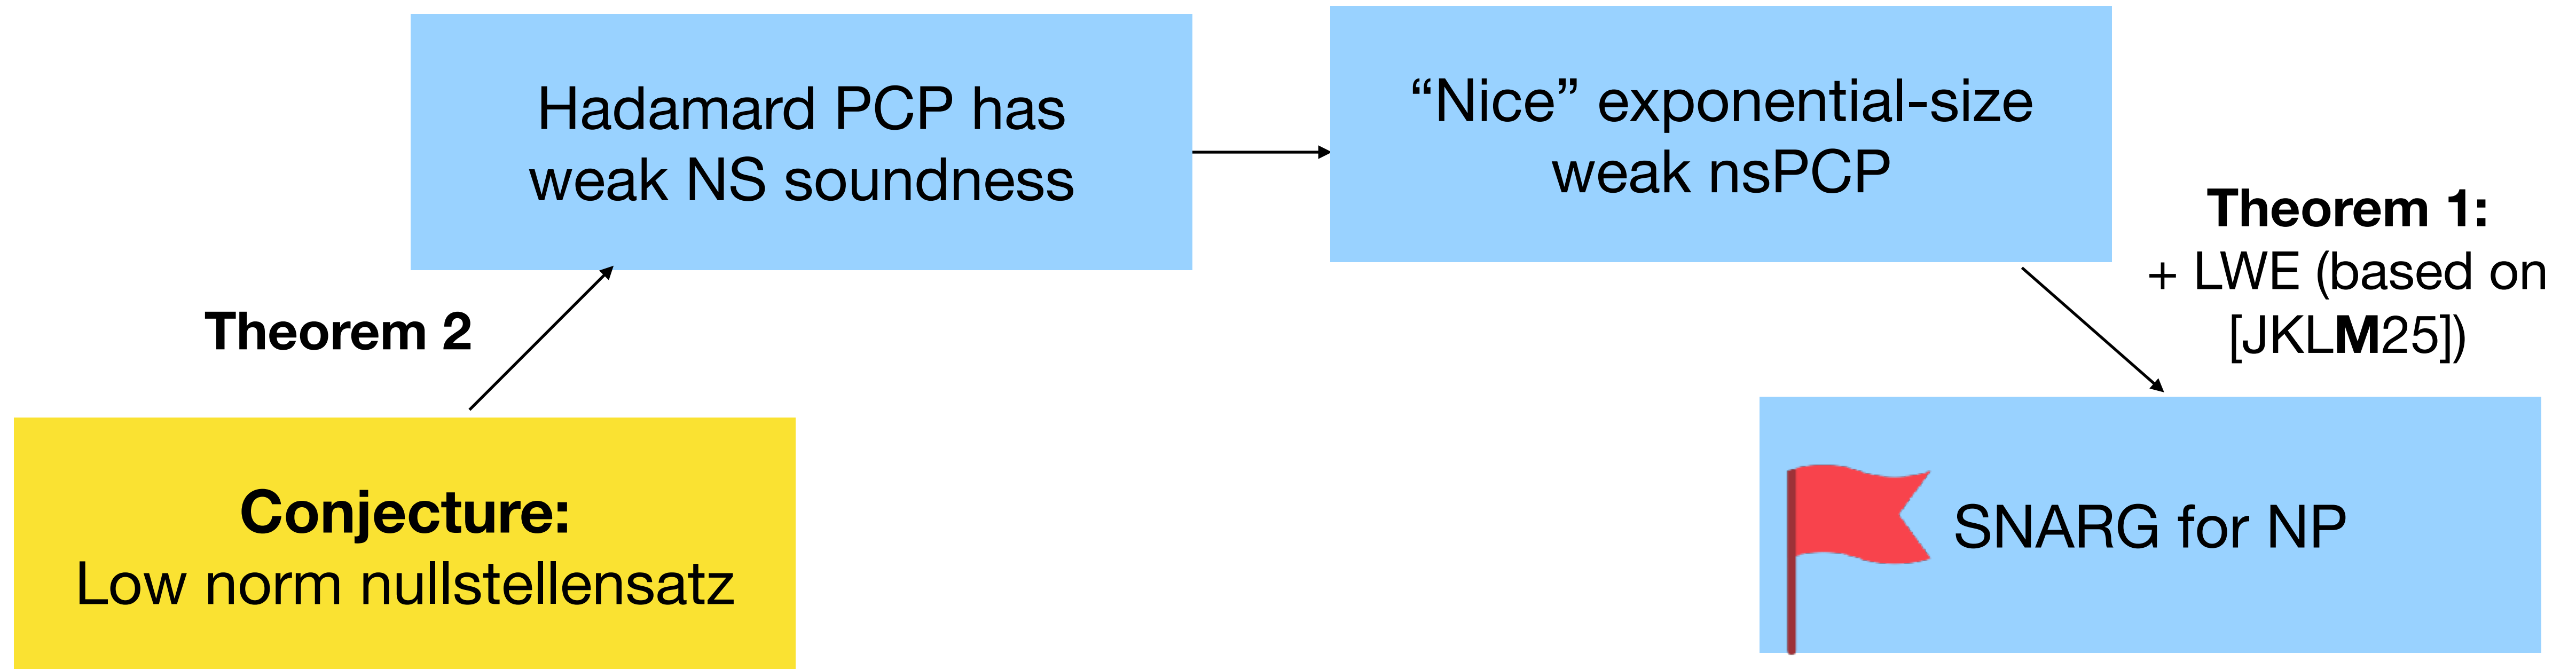 Hadamard PCP has
weak NS soundness
“Nice” exponential-size
weak nsPCP
Theorem 1:
+ LWE (based on
[JKLM25])
Theorem 2
Conjecture:
Low norm nullstellensatz
SNARG for NP